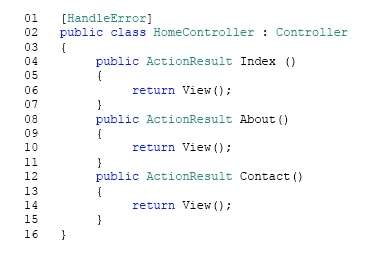 01 [HandleError]
02 public class HomeController : Controller
03 {
04 public ActionResult Index ()
05 {
06 return View();
07 }
08 public ActionResult About()
09 {
10 return View();
11 }
12 public ActionResult Contact()
13 {
14 return View();
15 }
16 }